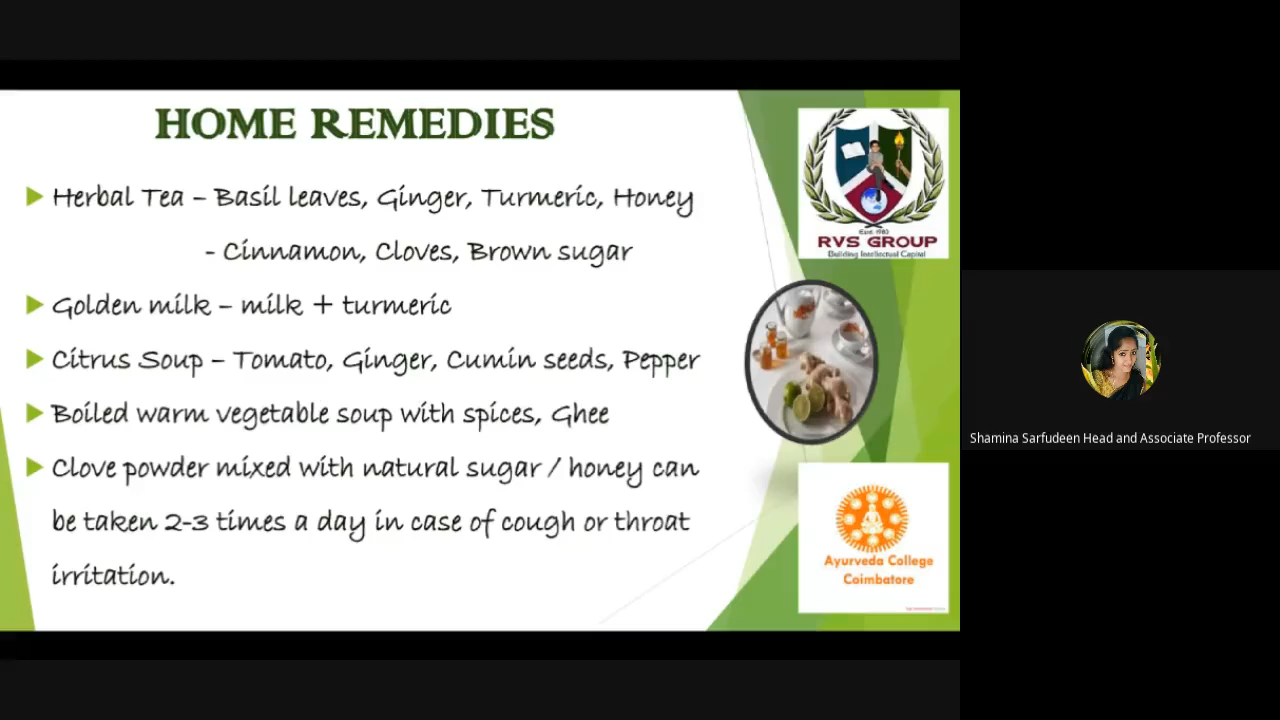 HOME REMEDIES
Herbal Tea – Basil leaves, Ginger, Turmeric, Honey
- Cinnamon, Cloves, Brown sugar
Golden milk – milk + turmeric
Citrus Soup – Tomato, Ginger, Cumin seeds, Pepper
Boiled warm vegetable soup with spices, Ghee
Clove powder mixed with natural sugar / honey can
be taken 2-3 times a day in case of cough or throat
irritation.
Estd. 1980
RVS GROUP
Building Intellectual Capital
Ayurveda College
Coimbatore
Shamina Sarfudeen Head and Associate Professor